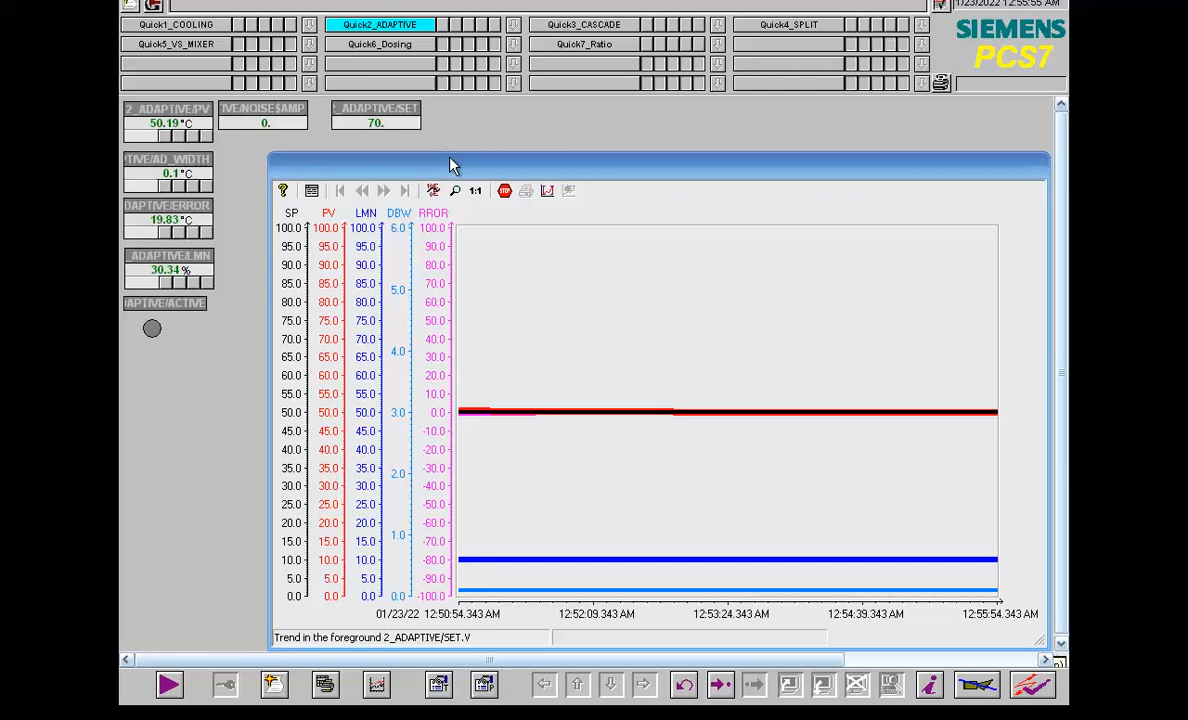 1/23/2022 12:55:55 AM
Quick1_COOLING Quick2_ADAPTIVE Quick3_CASCADE Quick4_SPLIT
Quick5_VS_MIXER Quick6_Dosing Quick7_Ratio
SIEMENS
PCS7
2_ADAPTIVE/PV TIVE/NOISE$AMP _ADAPTIVE/SET
50.19 °C 0. 70.
PTIVE/AD_WIDTH
0.1 °C
DAPTIVE/ERROR
19.83 °C
_ADAPTIVE/LMN
30.34 %
DAPTIVE/ACTIVE
? 1:1 STOP
SP PV LMN DBW RROR
100.0 100.0 100.0 6.0 100.0
95.0 95.0 95.0 90.0
90.0 90.0 90.0 80.0
85.0 85.0 85.0 5.0 70.0
80.0 80.0 80.0 60.0
75.0 75.0 75.0 50.0
70.0 70.0 70.0 40.0
65.0 65.0 65.0 4.0 30.0
60.0 60.0 60.0 20.0
55.0 55.0 55.0 10.0
50.0 50.0 50.0 3.0 0.0
45.0 45.0 45.0 -10.0
40.0 40.0 40.0 -20.0
35.0 35.0 35.0 -30.0
30.0 30.0 30.0 2.0 -40.0
25.0 25.0 25.0 -50.0
20.0 20.0 20.0 -60.0
15.0 15.0 15.0 1.0 -70.0
10.0 10.0 10.0 -80.0
5.0 5.0 5.0 -90.0
0.0 0.0 0.0 0.0 -100.0
01/23/22 12:50:54.343 AM 12:52:09.343 AM 12:53:24.343 AM 12:54:39.343 AM 12:55:54.343 AM
Trend in the foreground 2_ADAPTIVE/SET.V